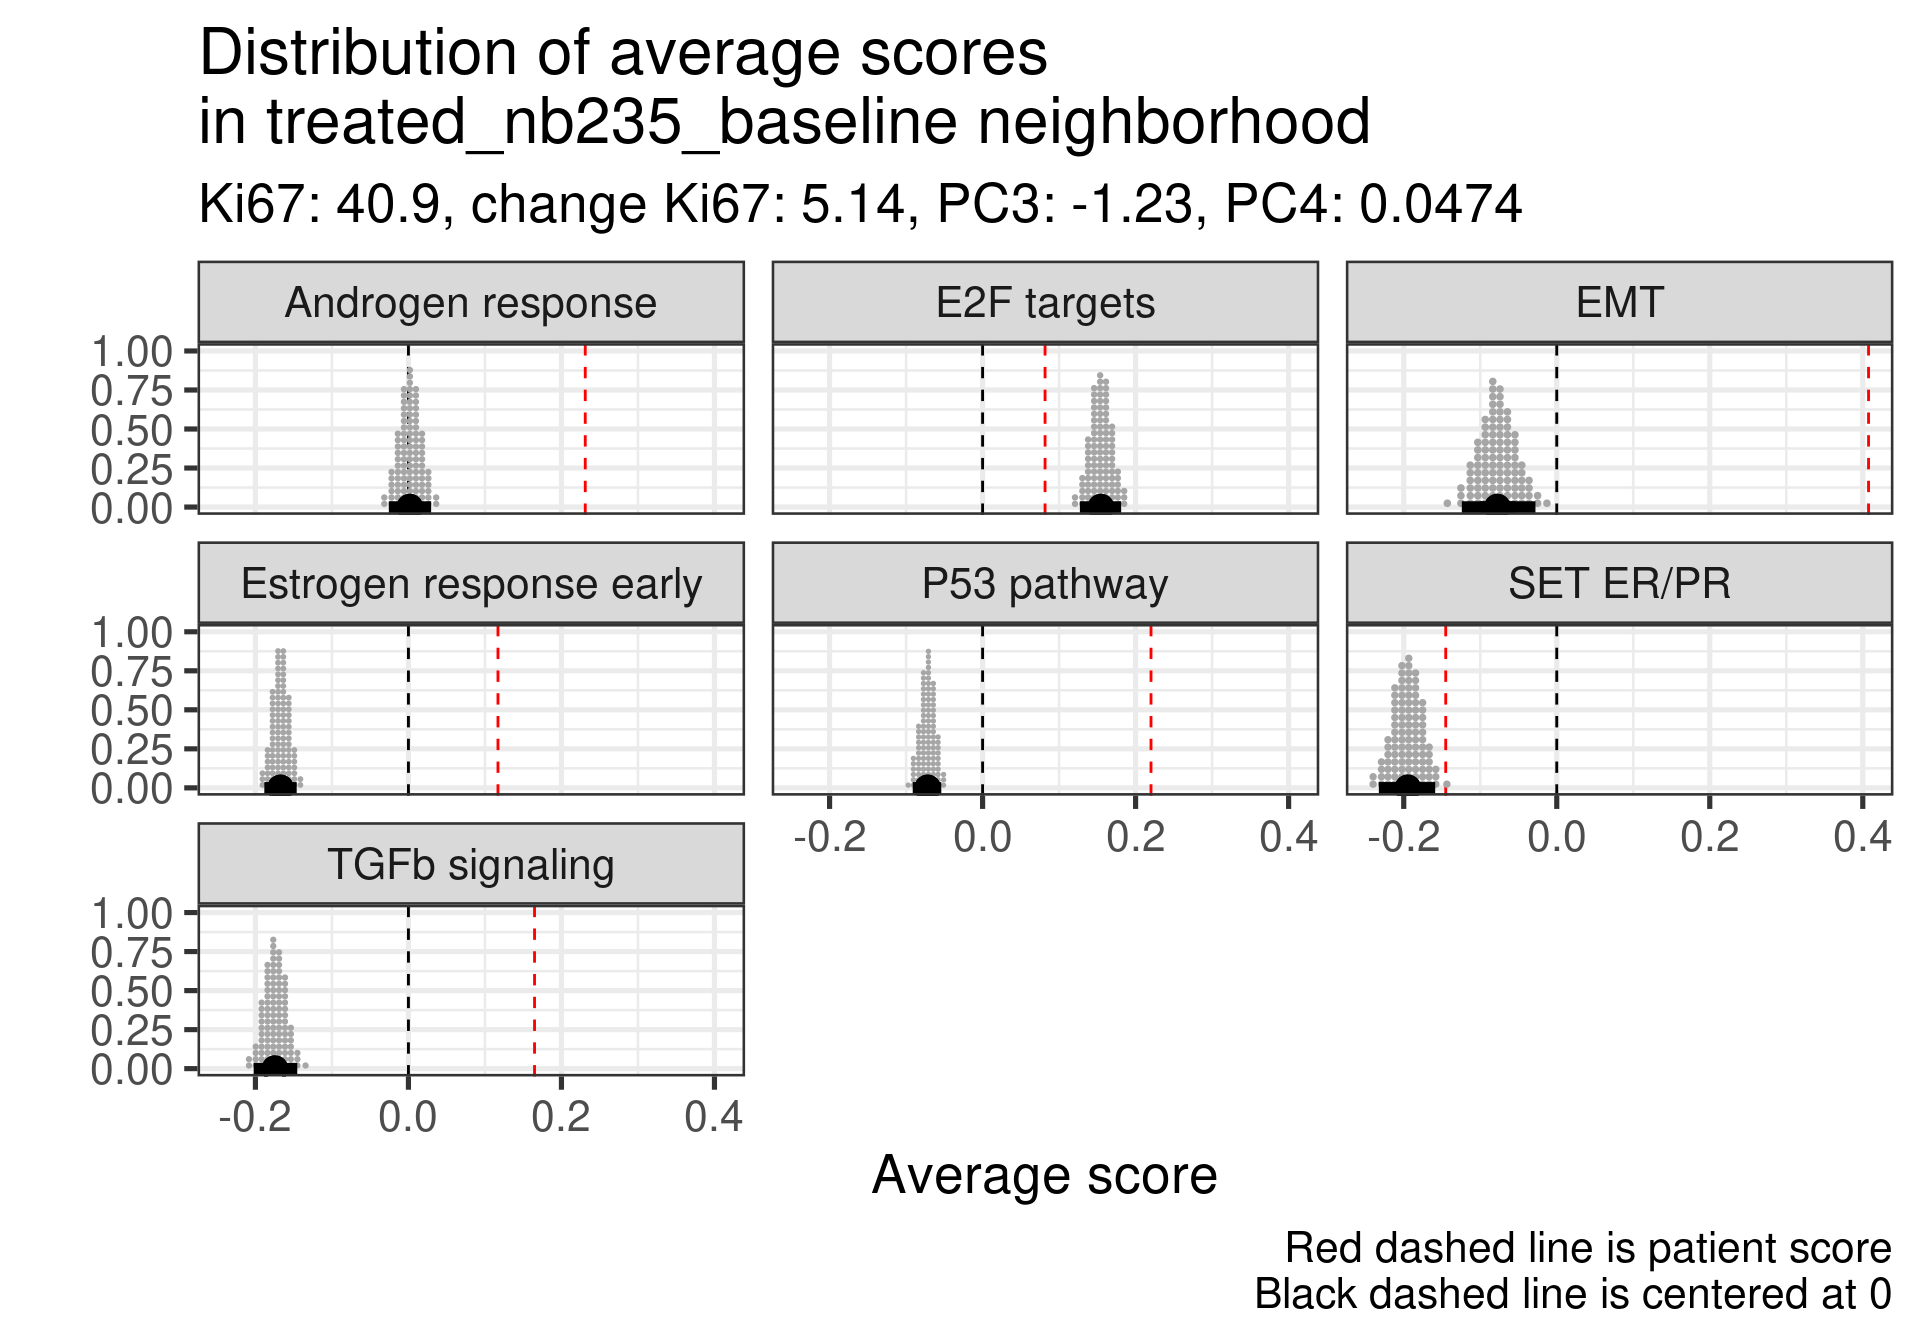 Distribution of average scores
in treated_nb235_baseline neighborhood
Ki67: 40.9, change Ki67: 5.14, PC3: -1.23, PC4: 0.0474
Androgen response
E2F targets
EMT
1.00
0.75
0.50
0.25
0.00
Estrogen response early
P53 pathway
SET ER/PR
1.00
0.75
0.50
0.25
0.00
-0.2 0.0 0.2 0.4
-0.2 0.0 0.2 0.4
TGFb signaling
1.00
0.75
0.50
0.25
0.00
-0.2 0.0 0.2 0.4
Average score
Red dashed line is patient score
Black dashed line is centered at 0